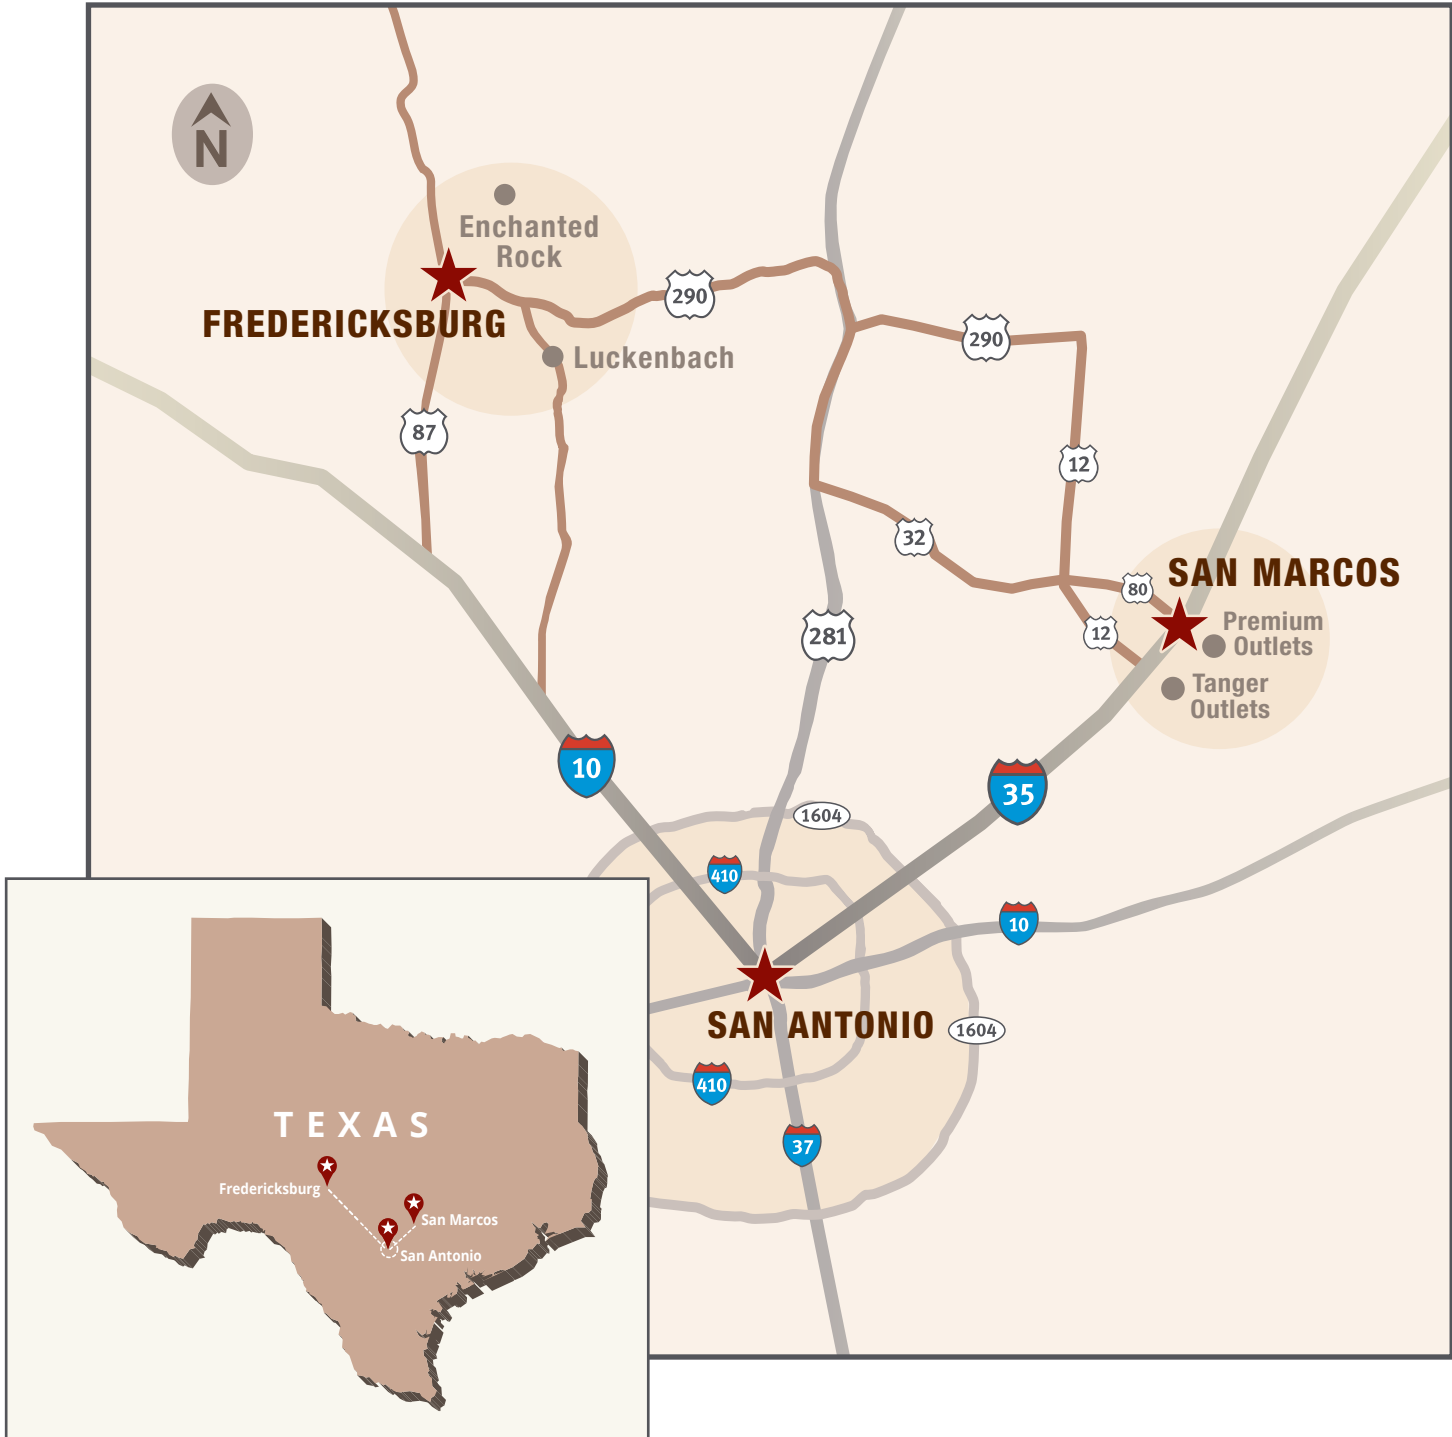 N
Enchanted
Rock
FREDERICKSBURG
290
290
Luckenbach
87
12
32
SAN MARCOS
80
Premium
Outlets
12
281
Tanger
Outlets
10
35
1604
410
10
SAN ANTONIO
1604
410
37
TEXAS
Fredericksburg
San Marcos
San Antonio